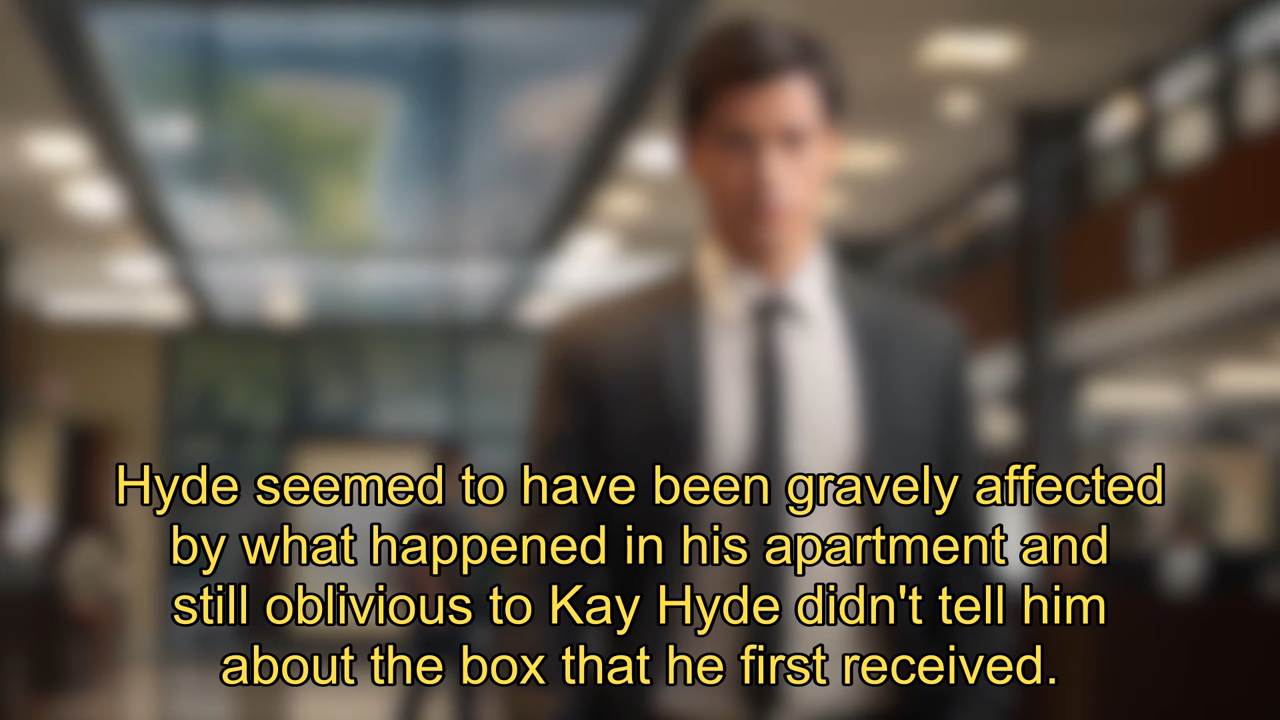 Hyde seemed to have been gravely affected
by what happened in his apartment and
still oblivious to Kay Hyde didn't tell him
about the box that he first received.